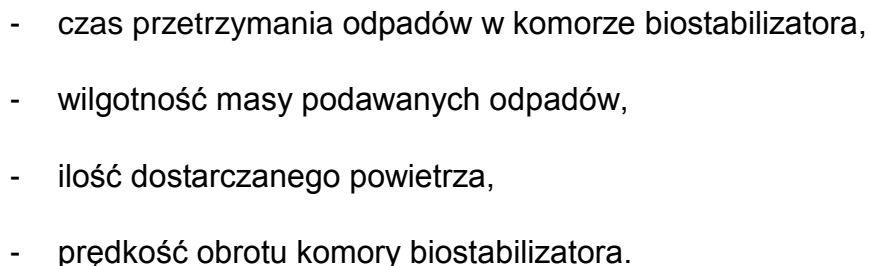 - czas przetrzymania odpadów w komorze biostabilizatora,
- wilgotność masy podawanych odpadów,
- ilość dostarczanego powietrza,
- prędkość obrotu komory biostabilizatora.